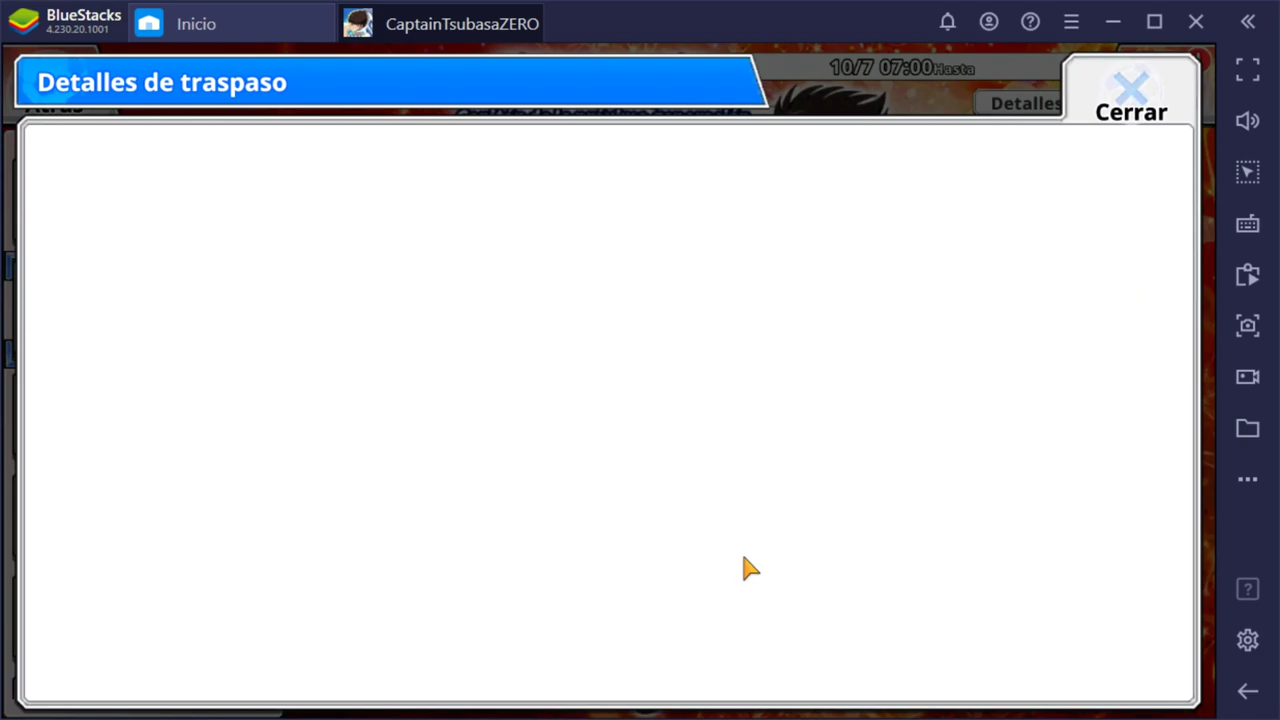 BlueStacks
4.230.20.1001
Inicio
CaptainTsubasaZERO
Detalles de traspaso
10/7 07:00Hasta
Detalles
Cerrar